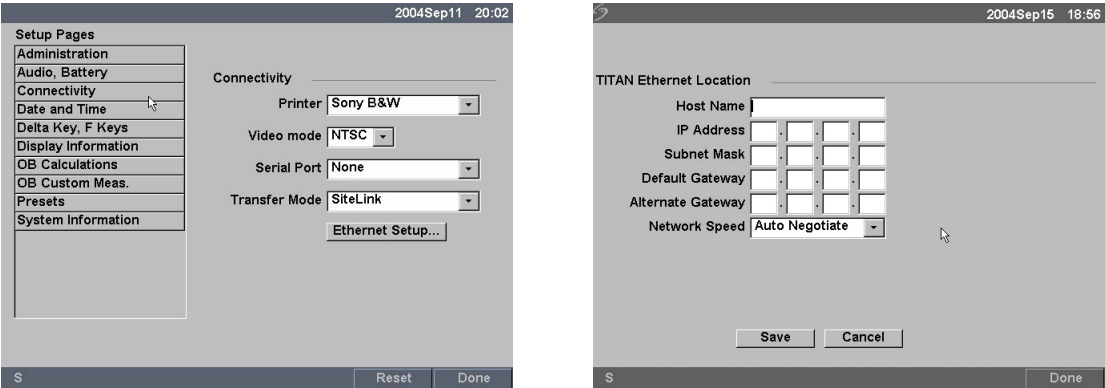 2004Sep11 20:02
Setup Pages
Administration
Audio, Battery
Connectivity
Date and Time
Delta Key, F Keys
Display Information
OB Calculations
OB Custom Meas.
Presets
System Information
Connectivity
Printer Sony B&W
Video mode NTSC
Serial Port None
Transfer Mode SiteLink
Ethernet Setup...
S Reset Done
2004Sep15 18:56
TITAN Ethernet Location
Host Name
IP Address . . .
Subnet Mask . . .
Default Gateway . . .
Alternate Gateway . . .
Network Speed Auto Negotiate
Save Cancel
S Done